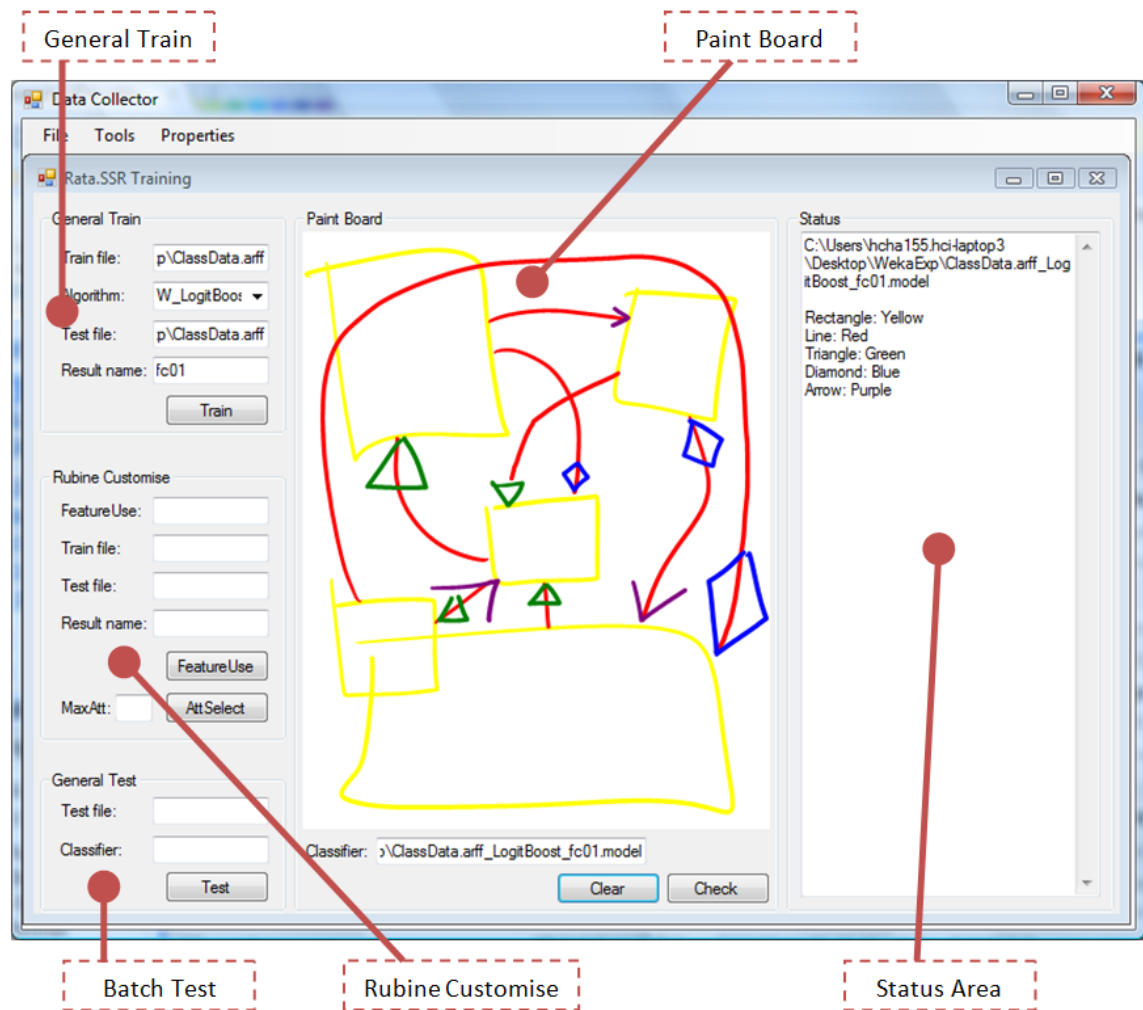 General Train
Paint Board
Data Collector
File Tools Properties
Rata.SSR Training
General Train
Train file: p\ClassData.arff
Algorithm: W_LogitBoos
Test file: p\ClassData.arff
Result name: fc01
Train
Rubine Customise
FeatureUse:
Train file:
Test file:
Result name:
FeatureUse
MaxAtt: AttSelect
General Test
Test file:
Classifier:
Test
Paint Board
Classifier: ɔ\ClassData.arff_LogitBoost_fc01.model
Clear Check
Status
C:\Users\hcha155.hci-laptop3
\Desktop\WekaExp\ClassData.arff_Log
itBoost_fc01.model
Rectangle: Yellow
Line: Red
Triangle: Green
Diamond: Blue
Arrow: Purple
Batch Test
Rubine Customise
Status Area